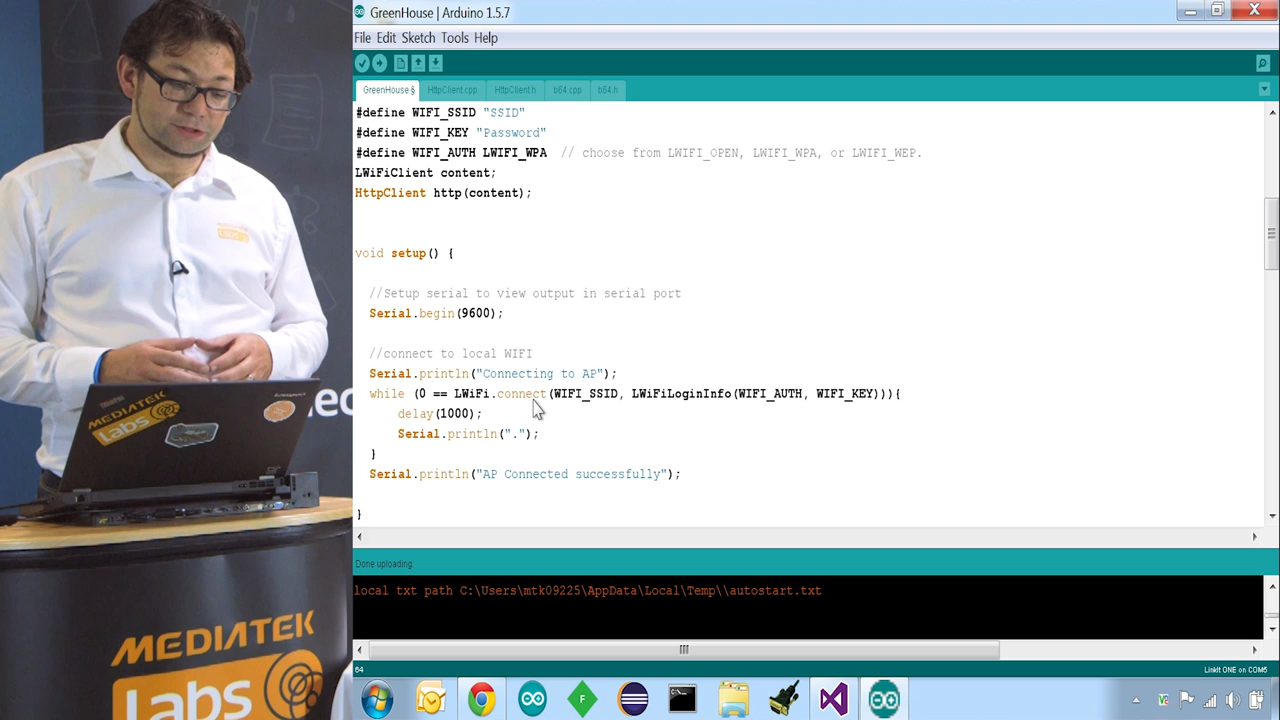 GreenHouse | Arduino 1.5.7
File Edit Sketch Tools Help
GreenHouse § HttpClient.cpp HttpClient.h b64.cpp b64.h
#define WIFI_SSID "SSID"
#define WIFI_KEY "Password"
#define WIFI_AUTH LWIFI_WPA // choose from LWIFI_OPEN, LWIFI_WPA, or LWIFI_WEP.
LWiFiClient content;
HttpClient http(content);
void setup() {
//Setup serial to view output in serial port
Serial.begin(9600);
//connect to local WIFI
Serial.println("Connecting to AP");
while (0 == LWiFi.connect(WIFI_SSID, LWiFiLoginInfo(WIFI_AUTH, WIFI_KEY))){
delay(1000);
Serial.println(".");
}
Serial.println("AP Connected successfully");
}
Done uploading.
local txt path C:\Users\mtk09225\AppData\Local\Temp\\autostart.txt
64
LinkIt ONE on COM6
MEDIATEK
labs
MEDIATEK
labs
MEDIATEK
labs